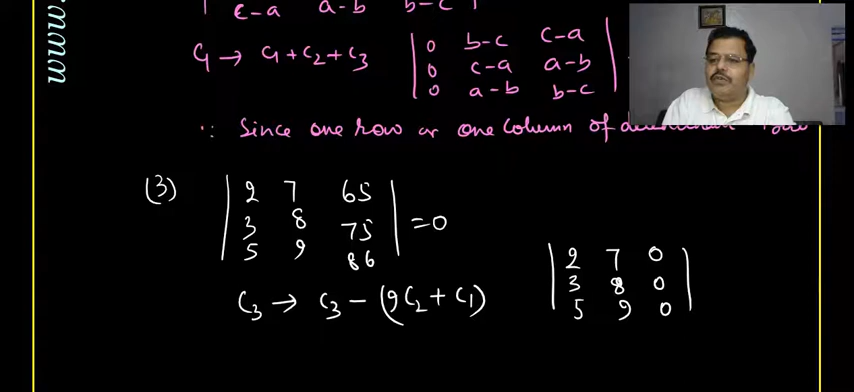 www.
| c-a a-b b-c |
C1 → C1+C2+C3 | 0 b-c c-a |
| 0 c-a a-b |
| 0 a-b b-c |
∵ Since one row or one column of
(3) | 2 7 65 |
| 3 8 75 | =0
| 5 9 86 |
C3 → C3 - (9C2 + C1)
| 2 7 0 |
| 3 8 0 |
| 5 9 0 |